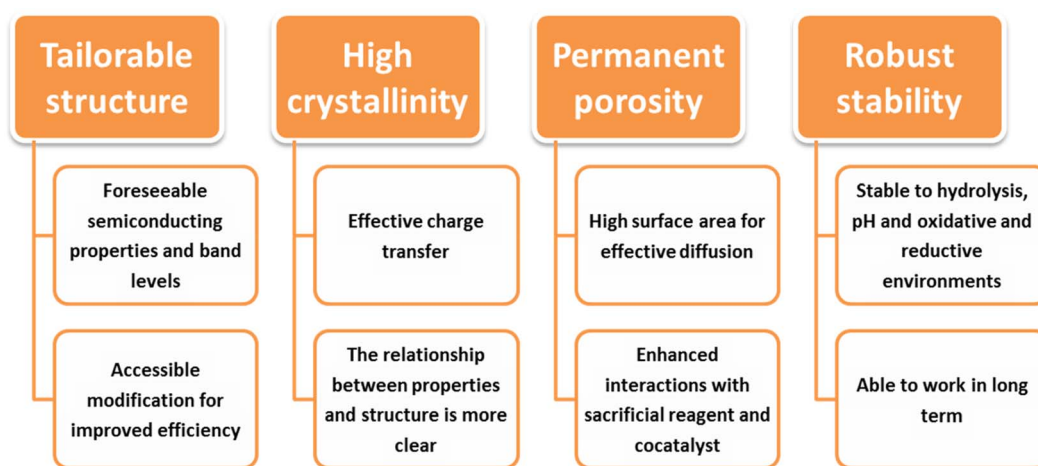 Tailorable
structure
Foreseeable
semiconducting
properties and band
levels
Accessible
modification for
improved efficiency
High
crystallinity
Effective charge
transfer
The relationship
between properties
and structure is more
clear
Permanent
porosity
High surface area for
effective diffusion
Enhanced
interactions with
sacrificial reagent and
cocatalyst
Robust
stability
Stable to hydrolysis,
pH and oxidative and
reductive
environments
Able to work in long
term